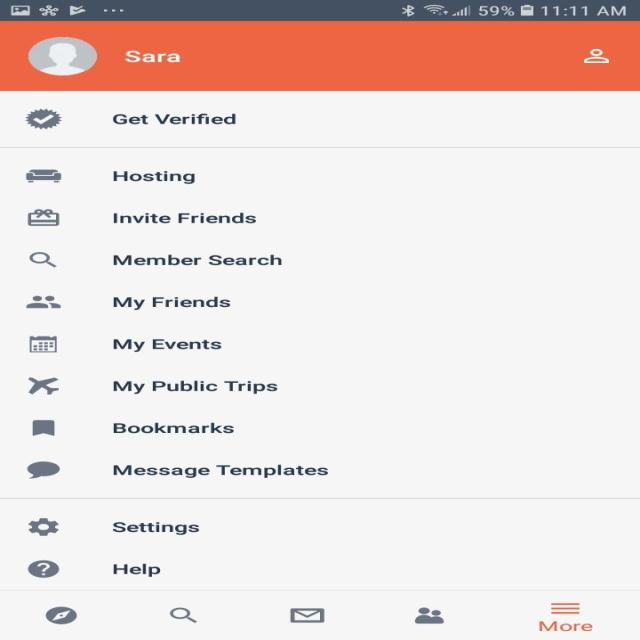 59% 11:11 AM
Sara
Get Verified
Hosting
Invite Friends
Member Search
My Friends
My Events
My Public Trips
Bookmarks
Message Templates
Settings
Help
More